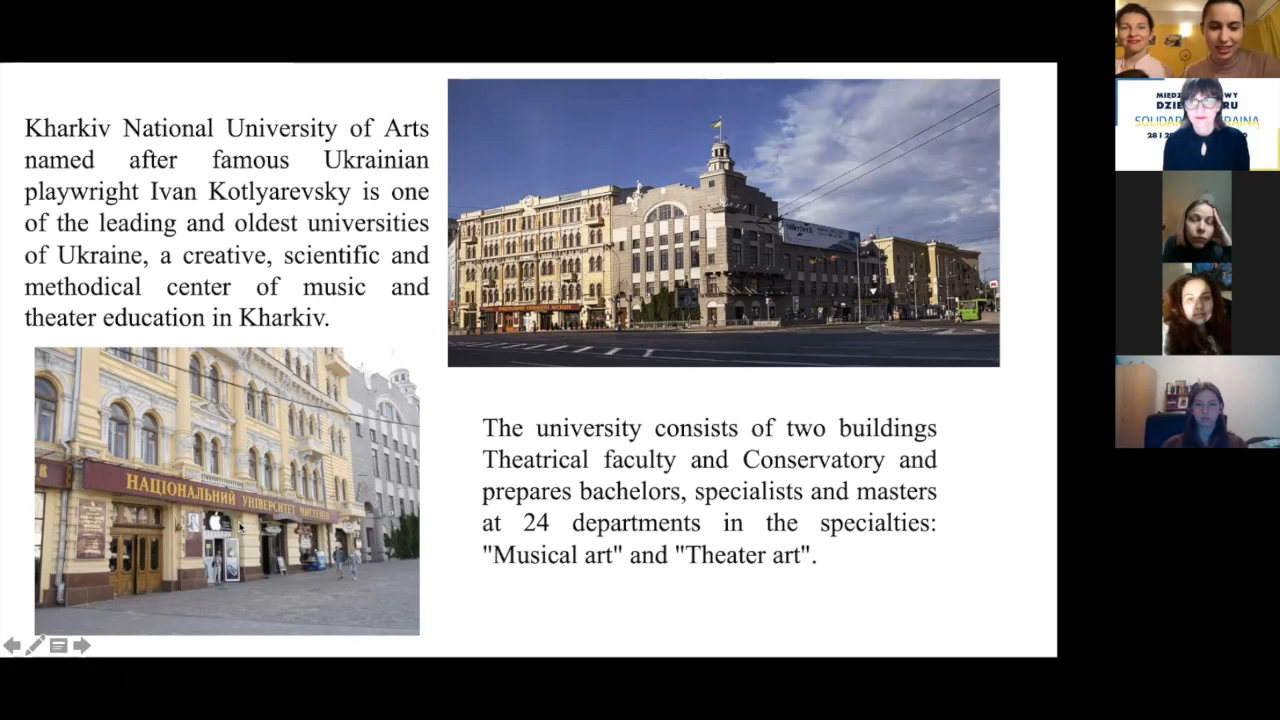 Kharkiv National University of Arts
named after famous Ukrainian
playwright Ivan Kotlyarevsky is one
of the leading and oldest universities
of Ukraine, a creative, scientific and
methodical center of music and
theater education in Kharkiv.
НАЦІОНАЛЬНИЙ УНІВЕРСИТЕТ МИСТЕЦТВ
The university consists of two buildings
Theatrical faculty and Conservatory and
prepares bachelors, specialists and masters
at 24 departments in the specialties:
"Musical art" and "Theater art".